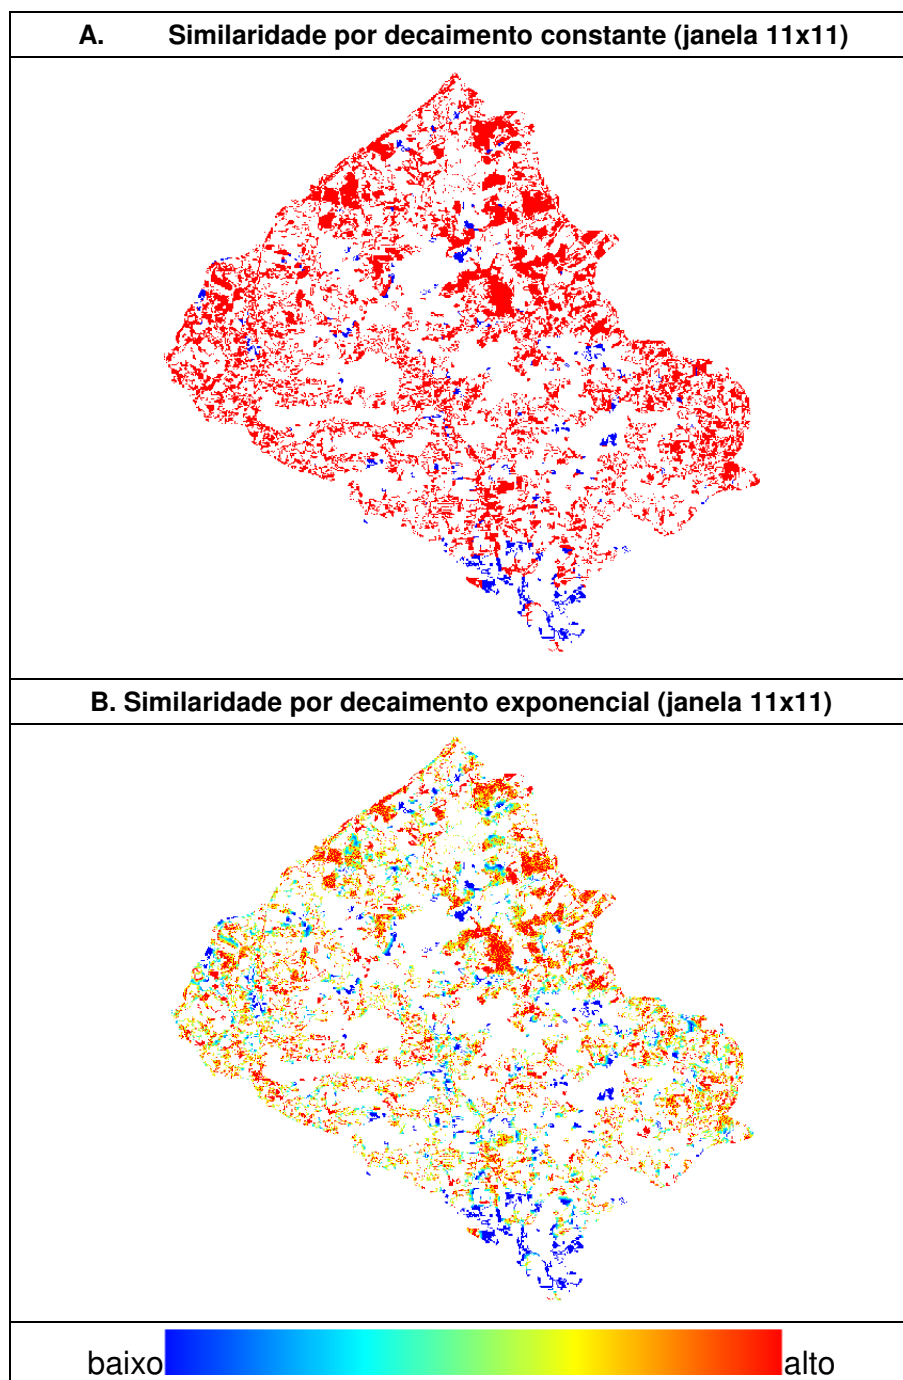 A. Similaridade por decaimento constante (janela 11x11)
B. Similaridade por decaimento exponencial (janela 11x11)
baixo alto